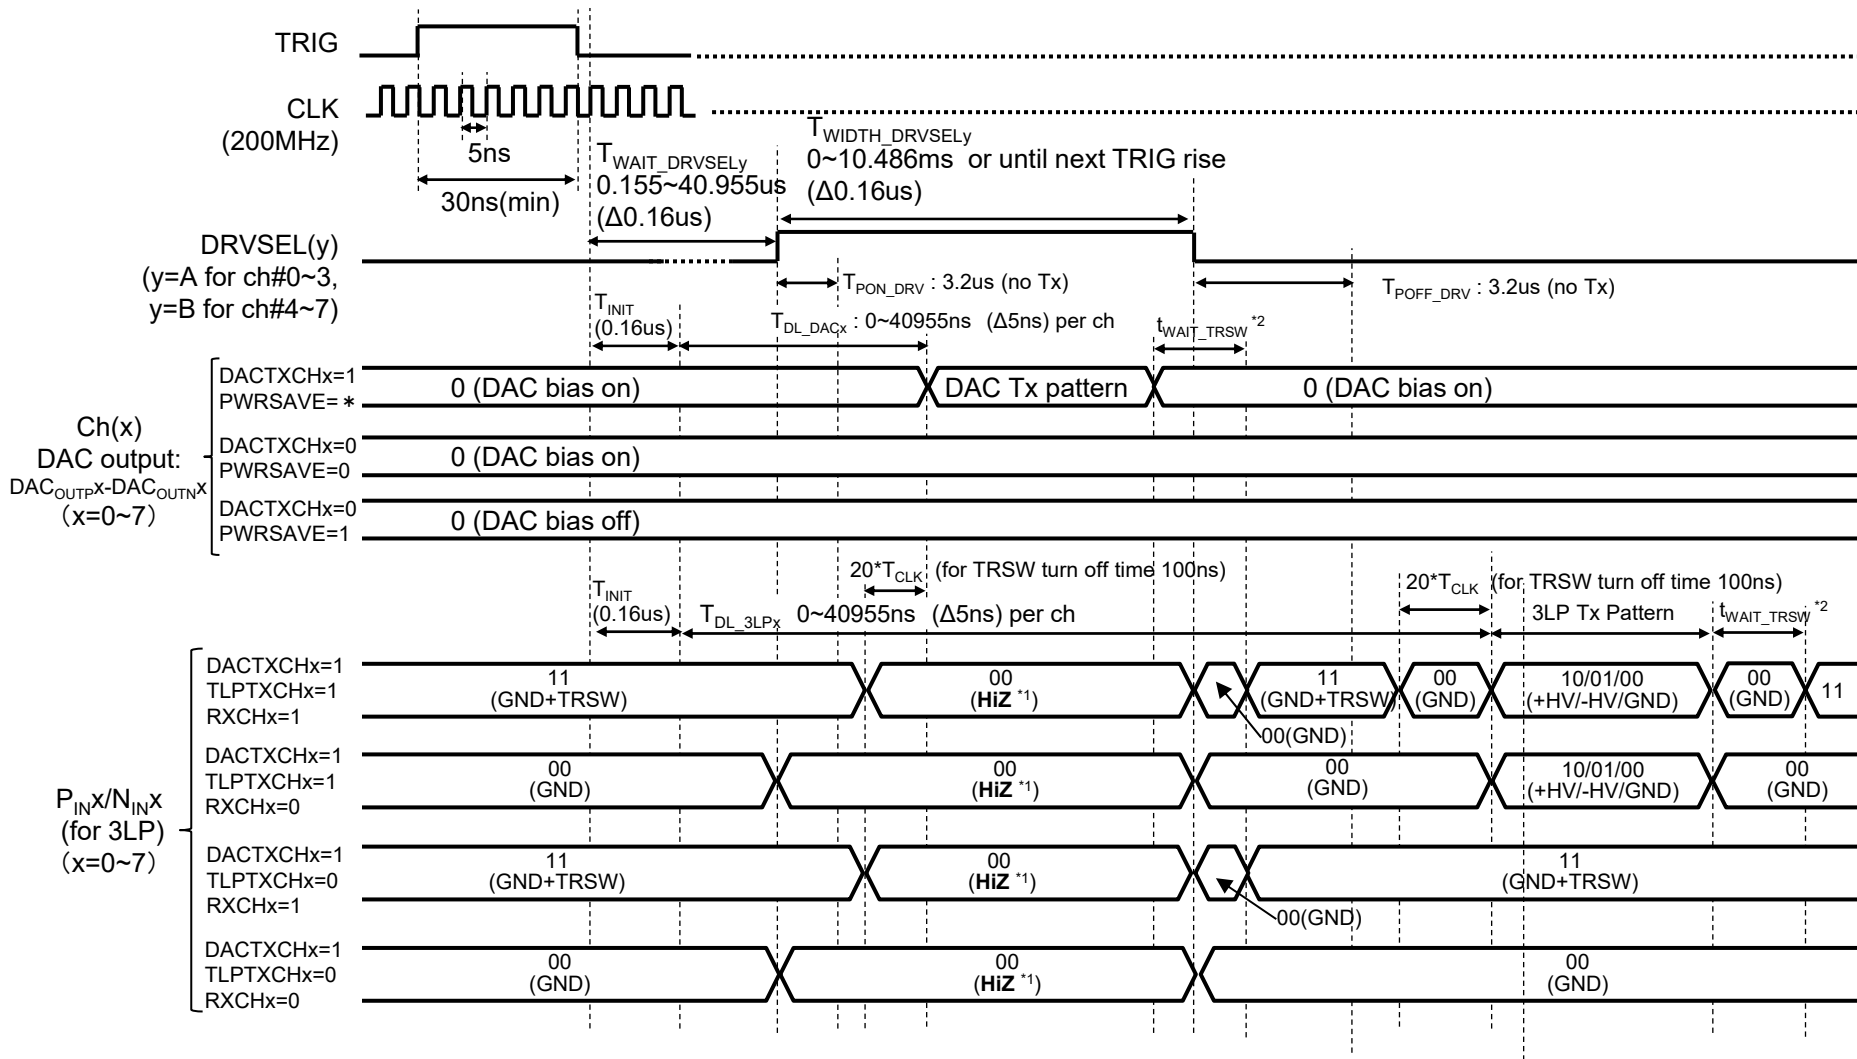 TRIG
CLK
(200MHz)
5ns
30ns(min)
TWAIT_DRVSELy
0.155~40.955us
(Δ0.16us)
TWIDTH_DRVSELy
0~10.486ms or until next TRIG rise
(Δ0.16us)
DRVSEL(y)
(y=A for ch#0~3,
y=B for ch#4~7)
TPON_DRV : 3.2us (no Tx)
TPOFF_DRV : 3.2us (no Tx)
TINIT
(0.16us)
TDL_DACx : 0~40955ns (Δ5ns) per ch
tWAIT_TRSW *2
Ch(x)
DAC output:
DACOUTPx-DACOUTNx
（x=0~7）
DACTXCHx=1
PWRSAVE=＊
0 (DAC bias on)
DAC Tx pattern
0 (DAC bias on)
DACTXCHx=0
PWRSAVE=0
0 (DAC bias on)
DACTXCHx=0
PWRSAVE=1
0 (DAC bias off)
20*TCLK (for TRSW turn off time 100ns)
20*TCLK (for TRSW turn off time 100ns)
TINIT
(0.16us)
TDL_3LPx 0~40955ns (Δ5ns) per ch
3LP Tx Pattern
tWAIT_TRSW *2
PINx/NINx
(for 3LP)
（x=0~7）
DACTXCHx=1
TLPTXCHx=1
RXCHx=1
11
(GND+TRSW)
00
(HiZ *1)
00(GND)
11
(GND+TRSW)
00
(GND)
10/01/00
(+HV/-HV/GND)
00
(GND)
11
DACTXCHx=1
TLPTXCHx=1
RXCHx=0
00
(GND)
00
(HiZ *1)
00
(GND)
10/01/00
(+HV/-HV/GND)
00
(GND)
DACTXCHx=1
TLPTXCHx=0
RXCHx=1
11
(GND+TRSW)
00
(HiZ *1)
00(GND)
11
(GND+TRSW)
DACTXCHx=1
TLPTXCHx=0
RXCHx=0
00
(GND)
00
(HiZ *1)
00
(GND)